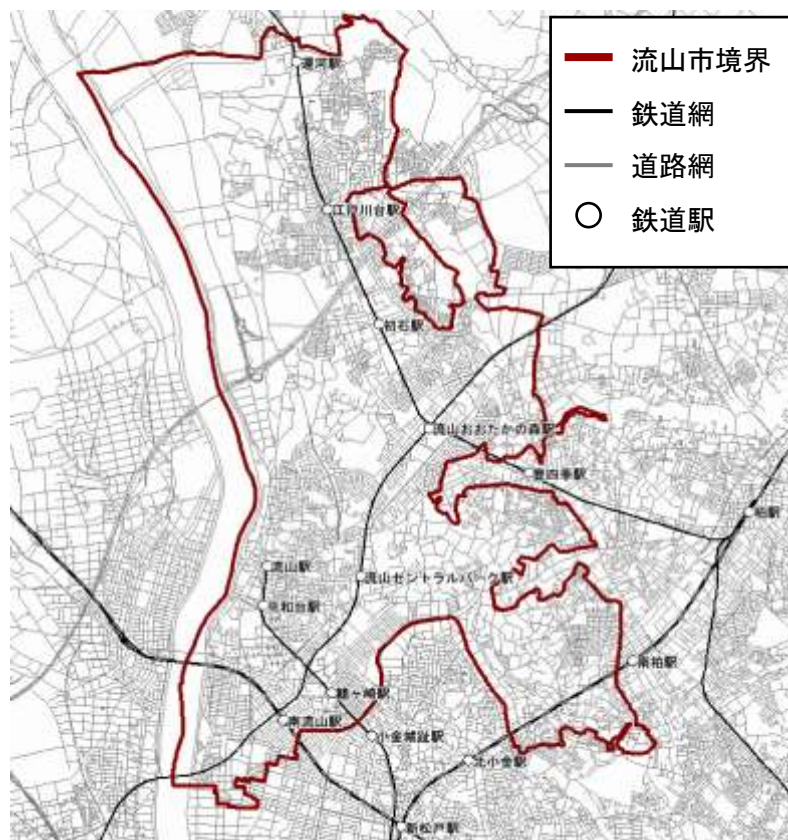 流山市境界
鉄道網
道路網
鉄道駅
運河駅
江戸川台駅
初石駅
流山おおたかの森駅
豊四季駅
柏駅
流山駅
流山セントラルパーク駅
平和台駅
南柏駅
鰭ヶ崎駅
南流山駅
小金城趾駅
北小金駅
新松戸駅